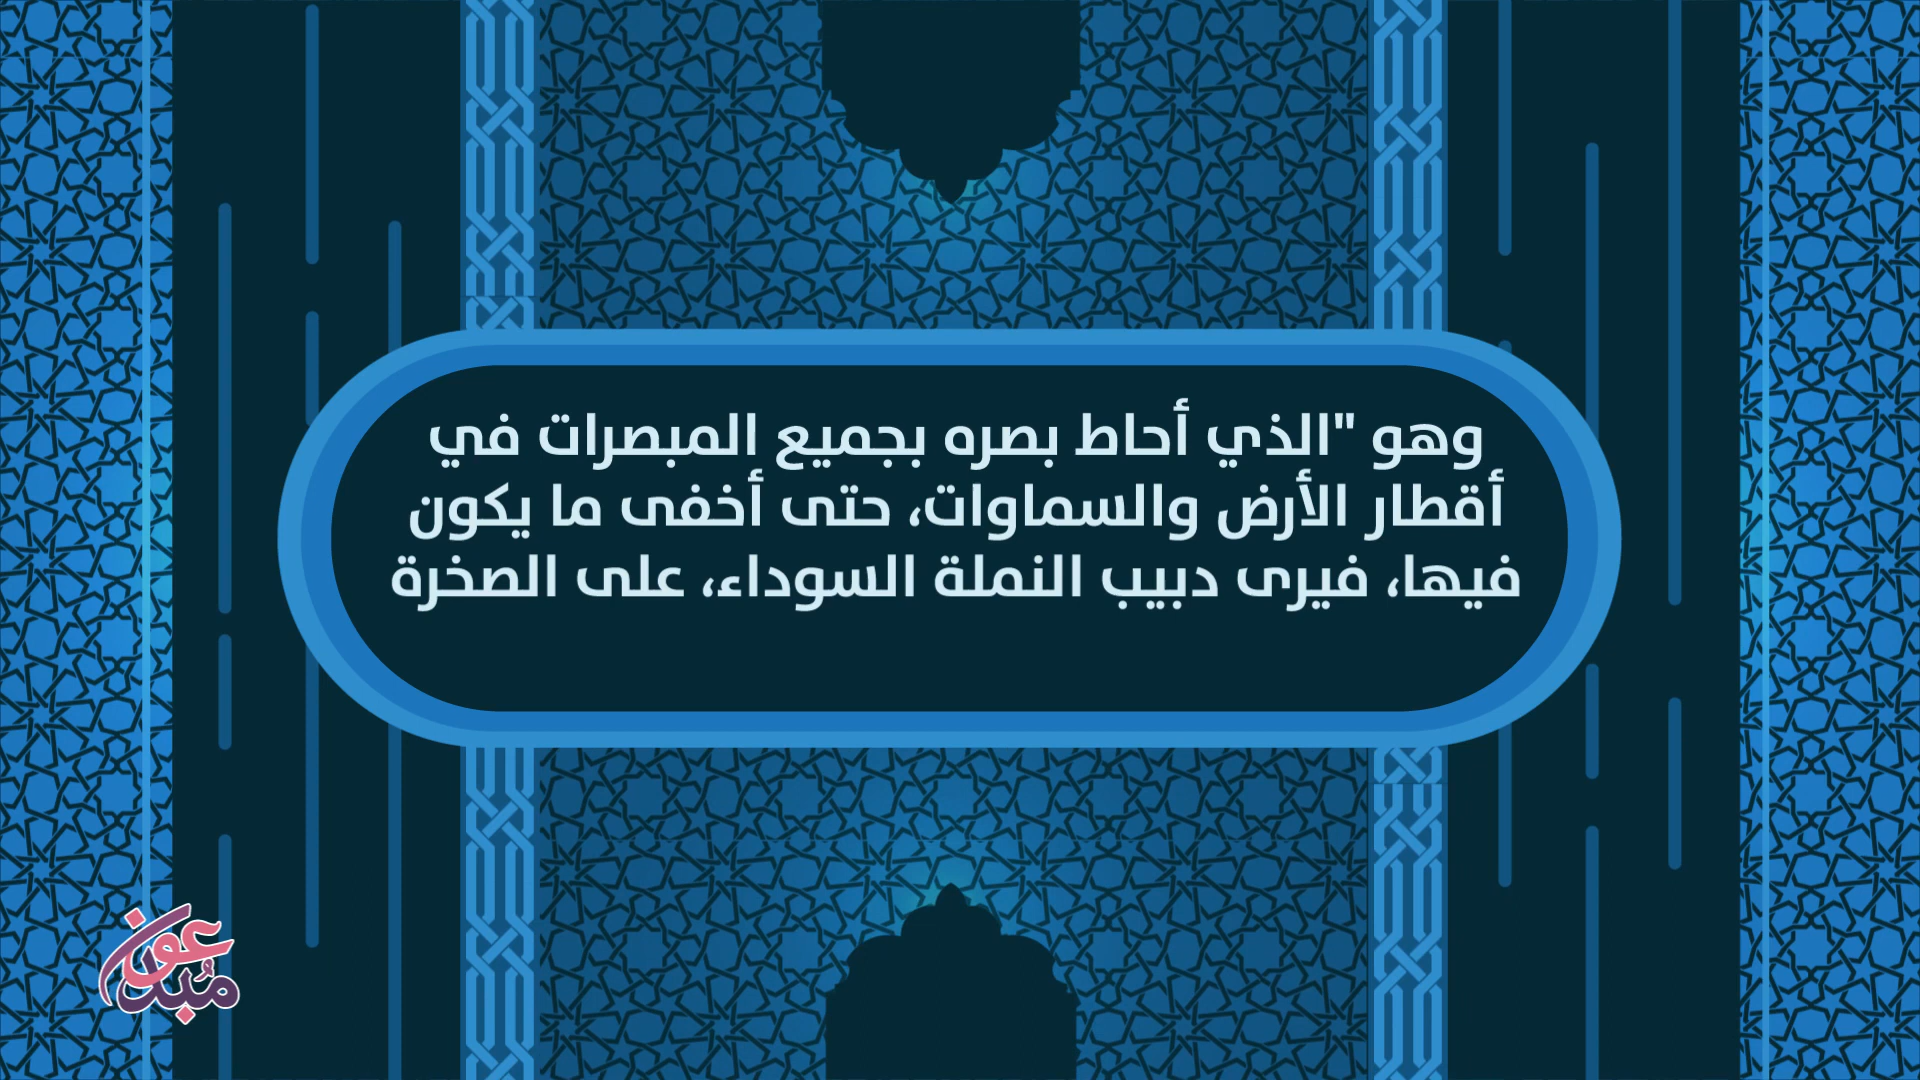 وهو "الذي أحاط بصره بجميع المبصرات في
أقطار الأرض والسماوات، حتى أخفى ما يكون
فيها، فيرى دبيب النملة السوداء، على الصخرة
مُبدعون